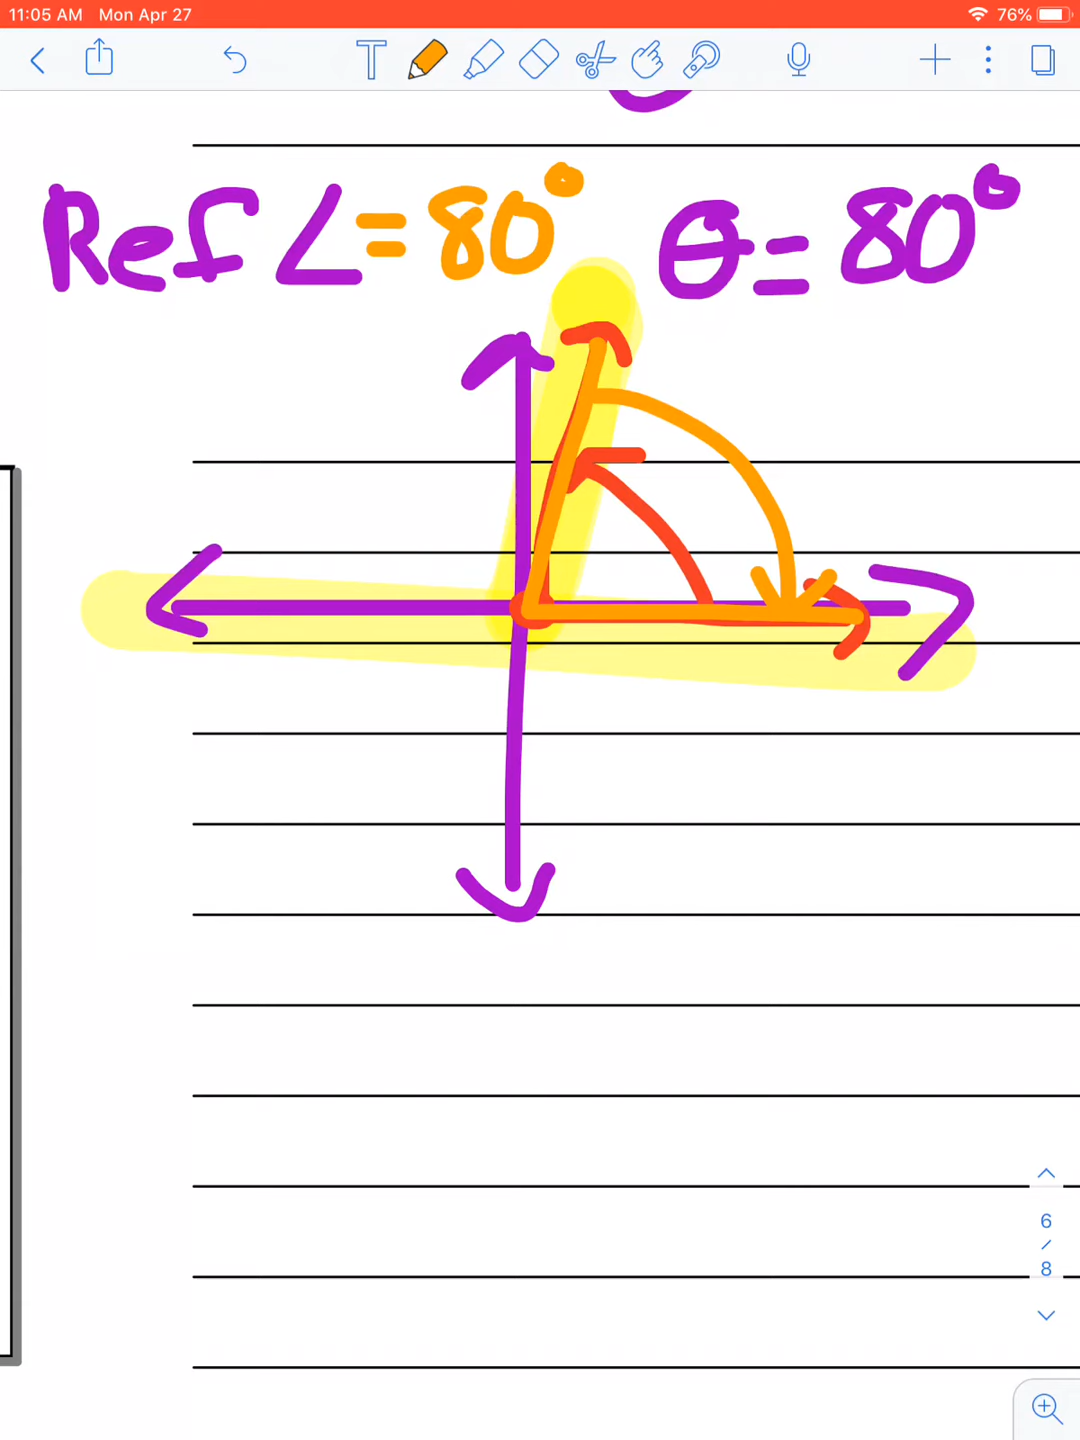 11:05 AM Mon Apr 27 76%
T
Ref ∠ = 80° θ = 80°
6
/
8